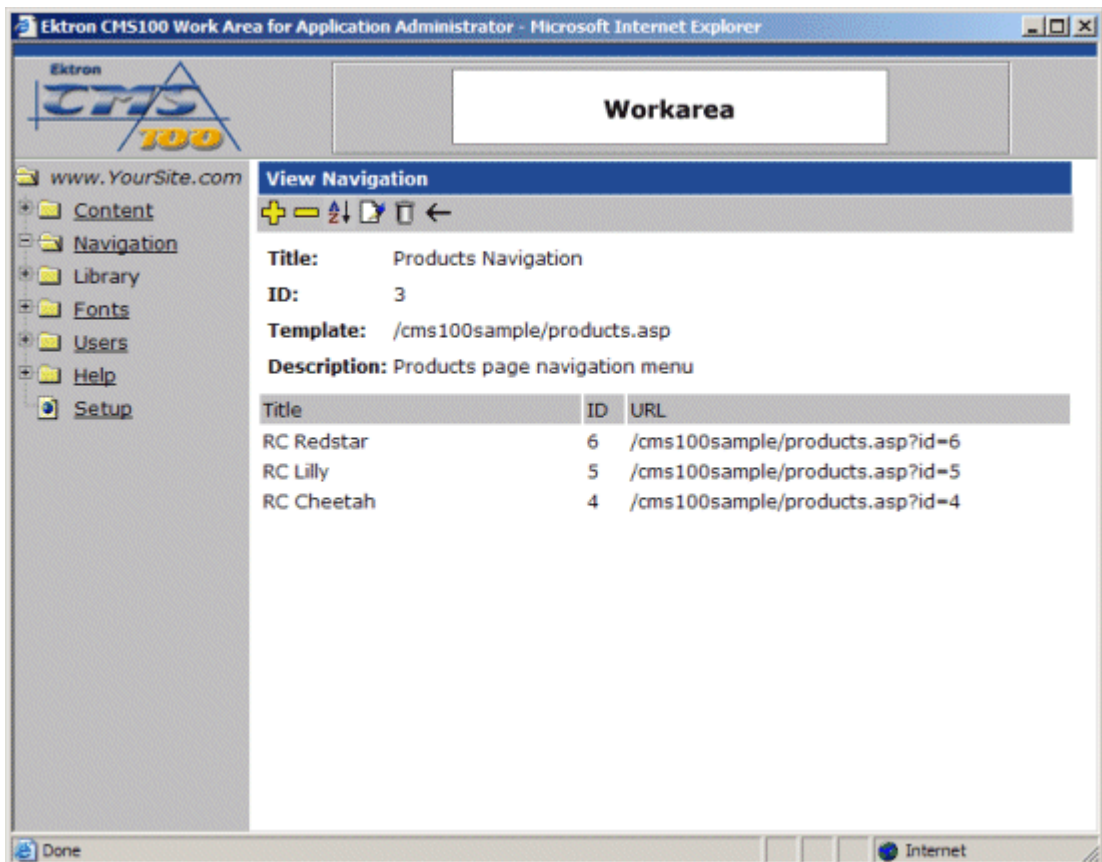 Ektron CMS100 Work Area for Application Administrator - Microsoft Internet Explorer
Ektron
CMS
100
Workarea
www.YourSite.com
Content
Navigation
Library
Fonts
Users
Help
Setup
View Navigation
Title: Products Navigation
ID: 3
Template: /cms100sample/products.asp
Description: Products page navigation menu
Title ID URL
RC Redstar 6 /cms100sample/products.asp?id=6
RC Lilly 5 /cms100sample/products.asp?id=5
RC Cheetah 4 /cms100sample/products.asp?id=4
Done Internet